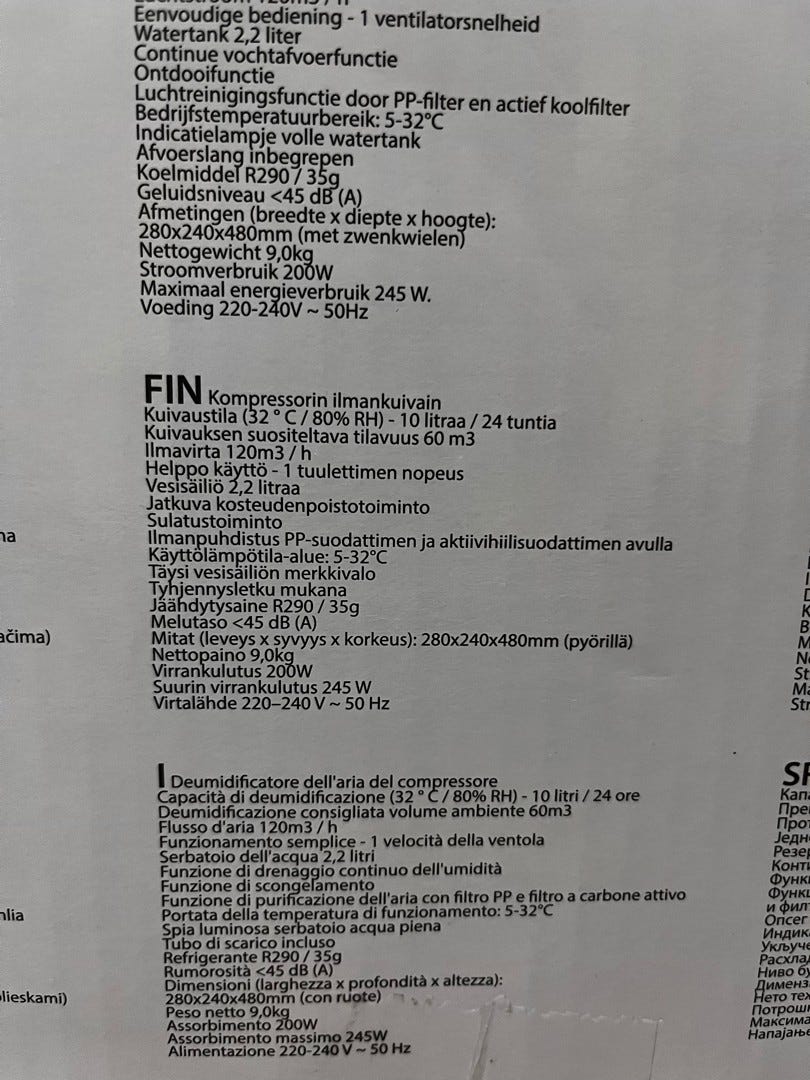 Luchtstroom 120m3 / h
Eenvoudige bediening - 1 ventilatorsnelheid
Watertank 2,2 liter
Continue vochtafvoerfunctie
Ontdooifunctie
Luchtreinigingsfunctie door PP-filter en actief koolfilter
Bedrijfstemperatuurbereik: 5-32°C
Indicatielampje volle watertank
Afvoerslang inbegrepen
Koelmiddel R290 / 35g
Geluidsniveau <45 dB (A)
Afmetingen (breedte x diepte x hoogte):
280x240x480mm (met zwenkwielen)
Nettogewicht 9,0kg
Stroomverbruik 200W
Maximaal energieverbruik 245 W.
Voeding 220-240V ~ 50Hz
FIN Kompressorin ilmankuivain
Kuivaustila (32 ° C / 80% RH) - 10 litraa / 24 tuntia
Kuivauksen suositeltava tilavuus 60 m3
Ilmavirta 120m3 / h
Helppo käyttö - 1 tuulettimen nopeus
Vesisäiliö 2,2 litraa
Jatkuva kosteudenpoistotoiminto
Sulatustoiminto
Ilmanpuhdistus PP-suodattimen ja aktiivihiilisuodattimen avulla
Käyttölämpötila-alue: 5-32°C
Täysi vesisäiliön merkkivalo
Tyhjennysletku mukana
Jäähdytysaine R290 / 35g
Melutaso <45 dB (A)
Mitat (leveys x syvyys x korkeus): 280x240x480mm (pyörillä)
Nettopaino 9,0kg
Virrankulutus 200W
Suurin virrankulutus 245 W
Virtalähde 220–240 V ~ 50 Hz
I Deumidificatore dell'aria del compressore
Capacità di deumidificazione (32 ° C / 80% RH) - 10 litri / 24 ore
Deumidificazione consigliata volume ambiente 60m3
Flusso d'aria 120m3 / h
Funzionamento semplice - 1 velocità della ventola
Serbatoio dell'acqua 2,2 litri
Funzione di drenaggio continuo dell'umidità
Funzione di scongelamento
Funzione di purificazione dell'aria con filtro PP e filtro a carbone attivo
Portata della temperatura di funzionamento: 5-32°C
Spia luminosa serbatoio acqua piena
Tubo di scarico incluso
Refrigerante R290 / 35g
Rumorosità <45 dB (A)
Dimensioni (larghezza x profondità x altezza):
280x240x480mm (con ruote)
Peso netto 9,0kg
Assorbimento 200W
Assorbimento massimo 245W
Alimentazione 220-240 V ~ 50 Hz